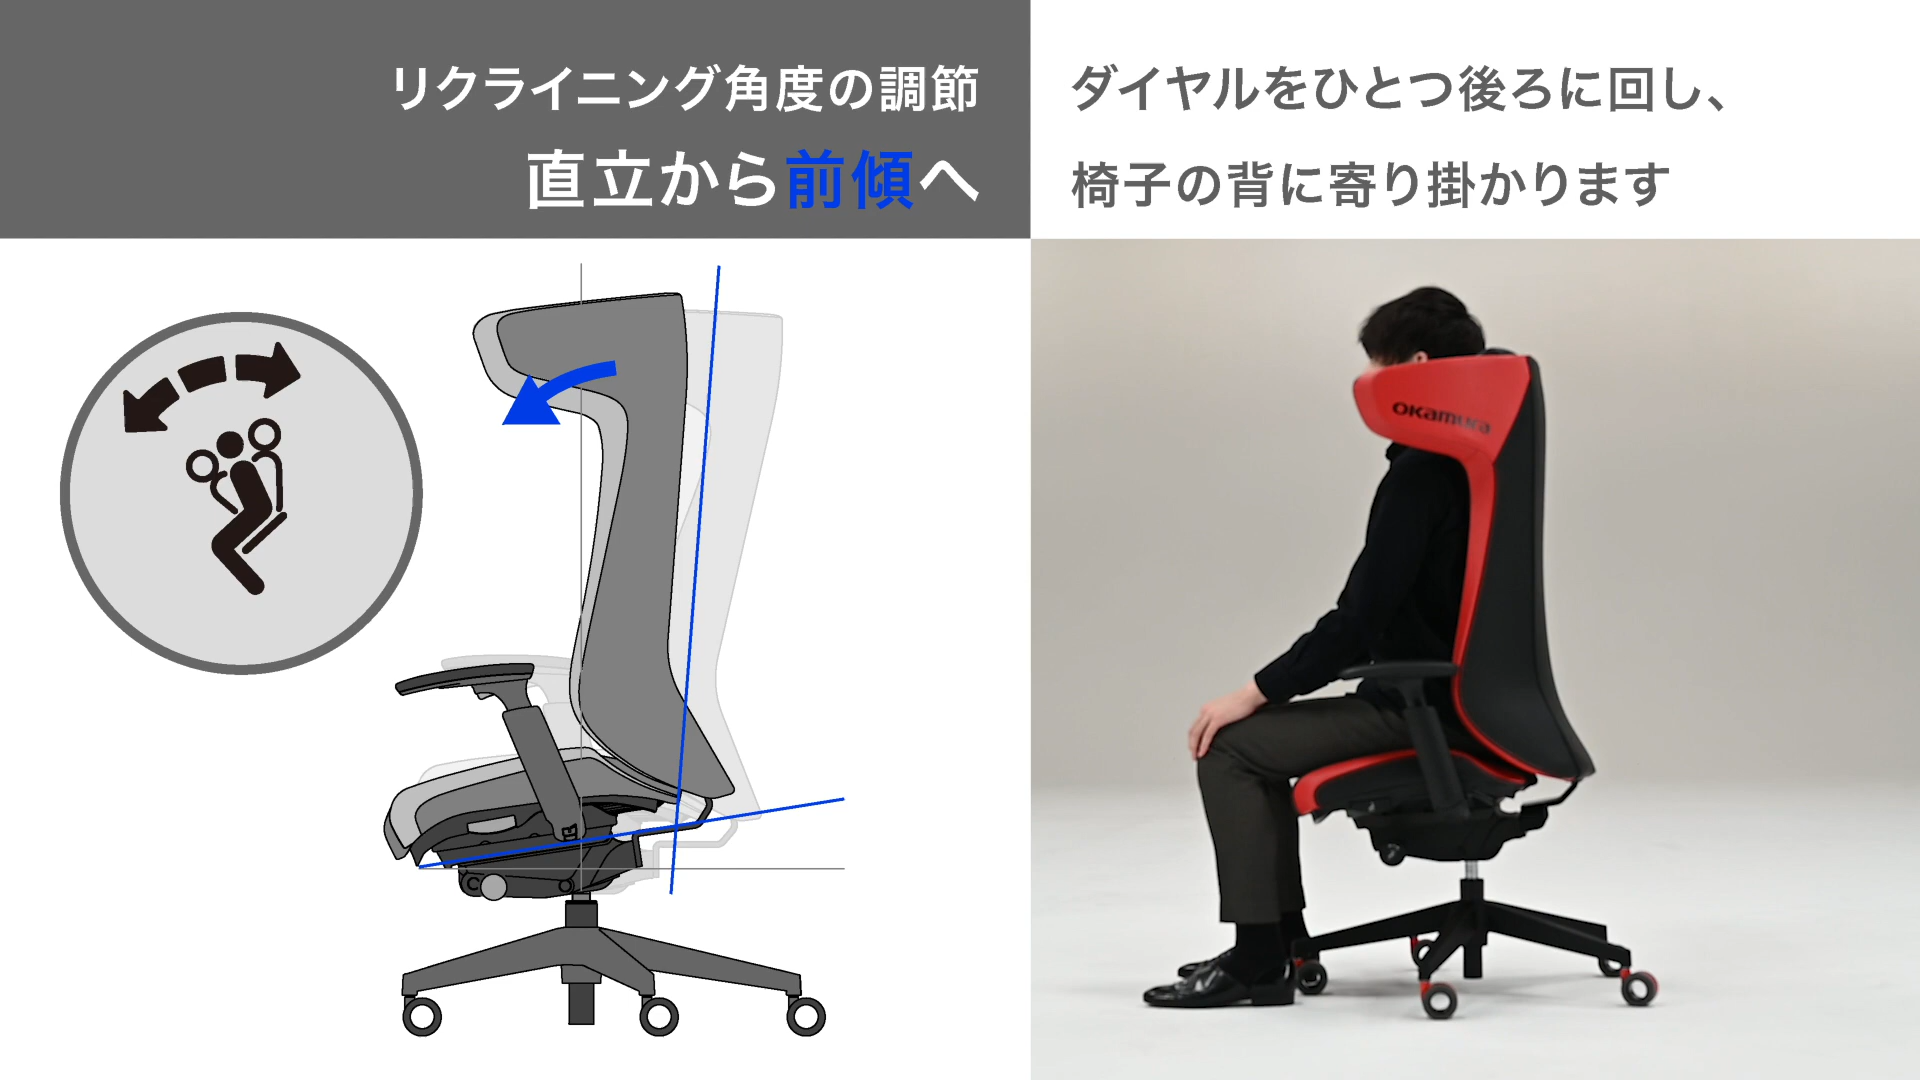 リクライニング角度の調節
直立から前傾へ
ダイヤルをひとつ後ろに回し、
椅子の背に寄り掛かります
okamura